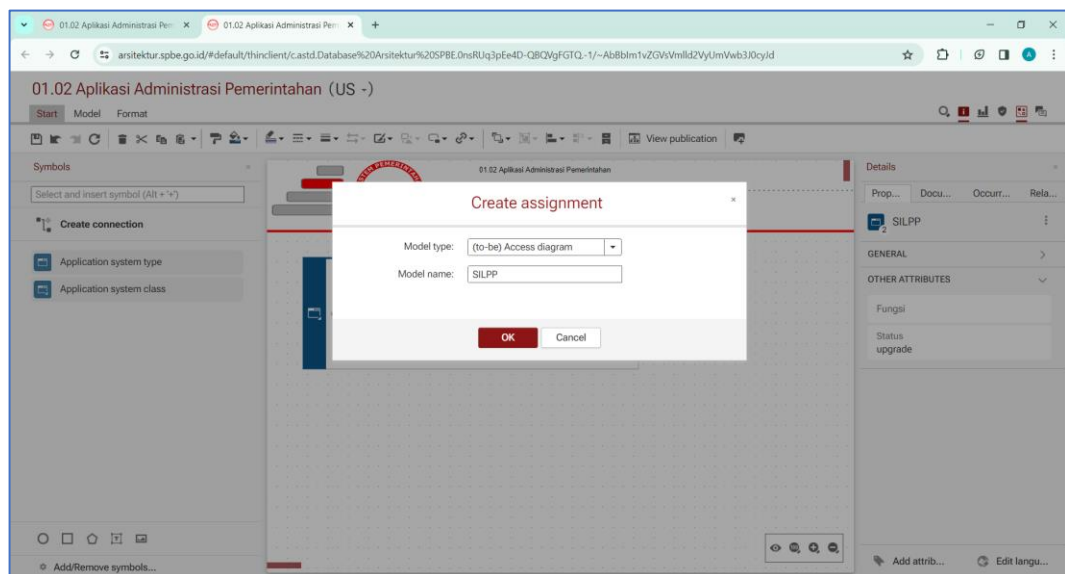 01.02 Aplikasi Administrasi Pem
01.02 Aplikasi Administrasi Pem
arsitektur.spbe.go.id/#default/thinclient/c.astd.Database%20Arsitektur%20SPBE.0nsRUq3pEe4D-QBQVgFGTQ.-1/~AbBbIm1vZGVsVmlld2VyUmVwb3J0cyJd
A
01.02 Aplikasi Administrasi Pemerintahan (US -)
Start Model Format
View publication
Symbols
Details
Select and insert symbol (Alt + '+')
Create connection
Application system type
Application system class
01.02 Aplikasi Administrasi Pemerintahan
Create assignment
Model type: (to-be) Access diagram
Model name: SILPP
OK Cancel
Prop... Docu... Occurr... Rela...
SILPP
GENERAL
OTHER ATTRIBUTES
Fungsi
Status
upgrade
Add/Remove symbols...
Add attrib... Edit langu...